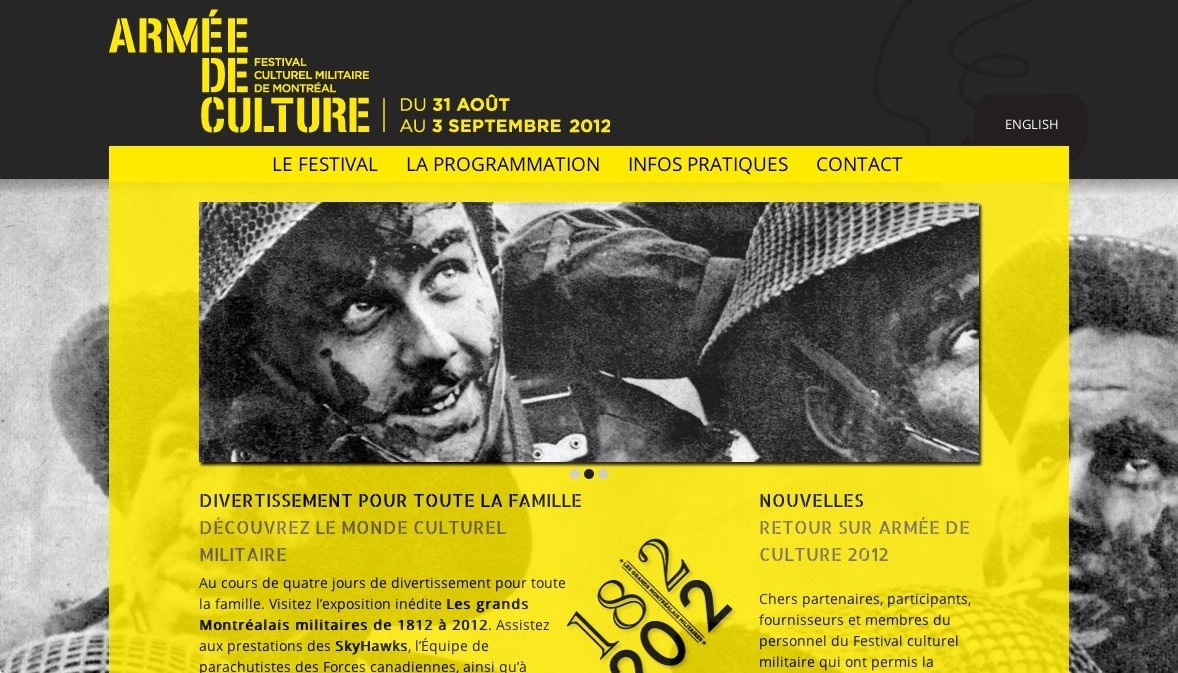 ARMÉE
DE
CULTURE
FESTIVAL
CULTUREL MILITAIRE
DE MONTRÉAL
DU 31 AOÛT
AU 3 SEPTEMBRE 2012
ENGLISH
LE FESTIVAL LA PROGRAMMATION INFOS PRATIQUES CONTACT
DIVERTISSEMENT POUR TOUTE LA FAMILLE
DÉCOUVREZ LE MONDE CULTUREL
MILITAIRE
Au cours de quatre jours de divertissement pour toute
la famille. Visitez l’exposition inédite Les grands
Montréalais militaires de 1812 à 2012. Assistez
aux prestations des SkyHawks, l’Équipe de
parachutistes des Forces canadiennes, ainsi qu’à
1822
LES GRANDS MONTRÉALAIS MILITAIRES
202
NOUVELLES
RETOUR SUR ARMÉE DE
CULTURE 2012
Chers partenaires, participants,
fournisseurs et membres du
personnel du Festival culturel
militaire qui ont permis la